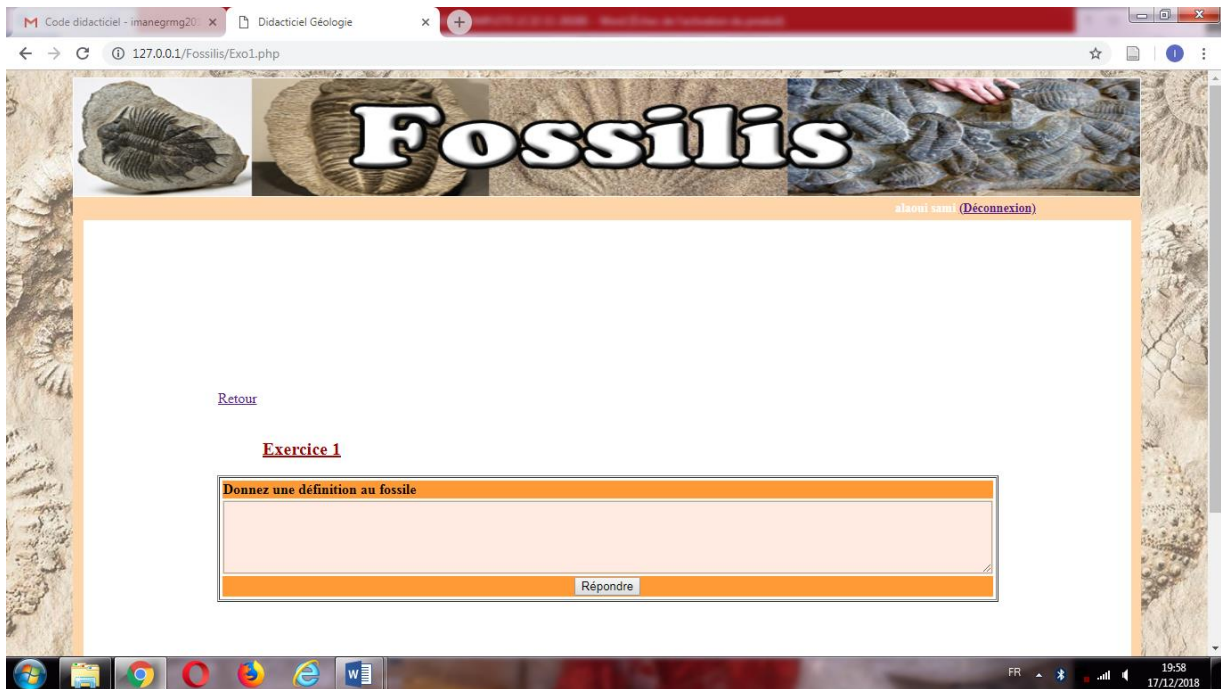 Code didacticiel - imanegrmg20
Didacticiel Géologie
127.0.0.1/Fossilis/Exo1.php
I
Fossilis
alaoui sami (Déconnexion)
Retour
Exercice 1
Donnez une définition au fossile
Répondre
FR
19:58
17/12/2018